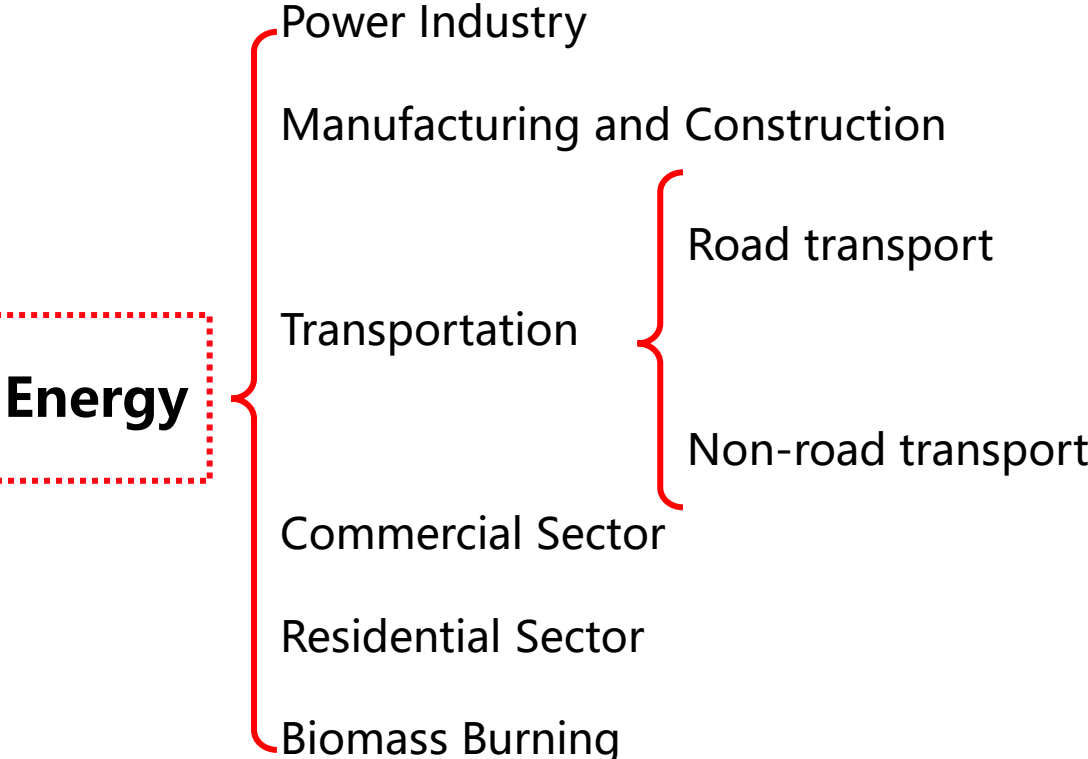 Power Industry
Manufacturing and Construction
Road transport
Transportation
Energy
Non-road transport
Commercial Sector
Residential Sector
Biomass Burning